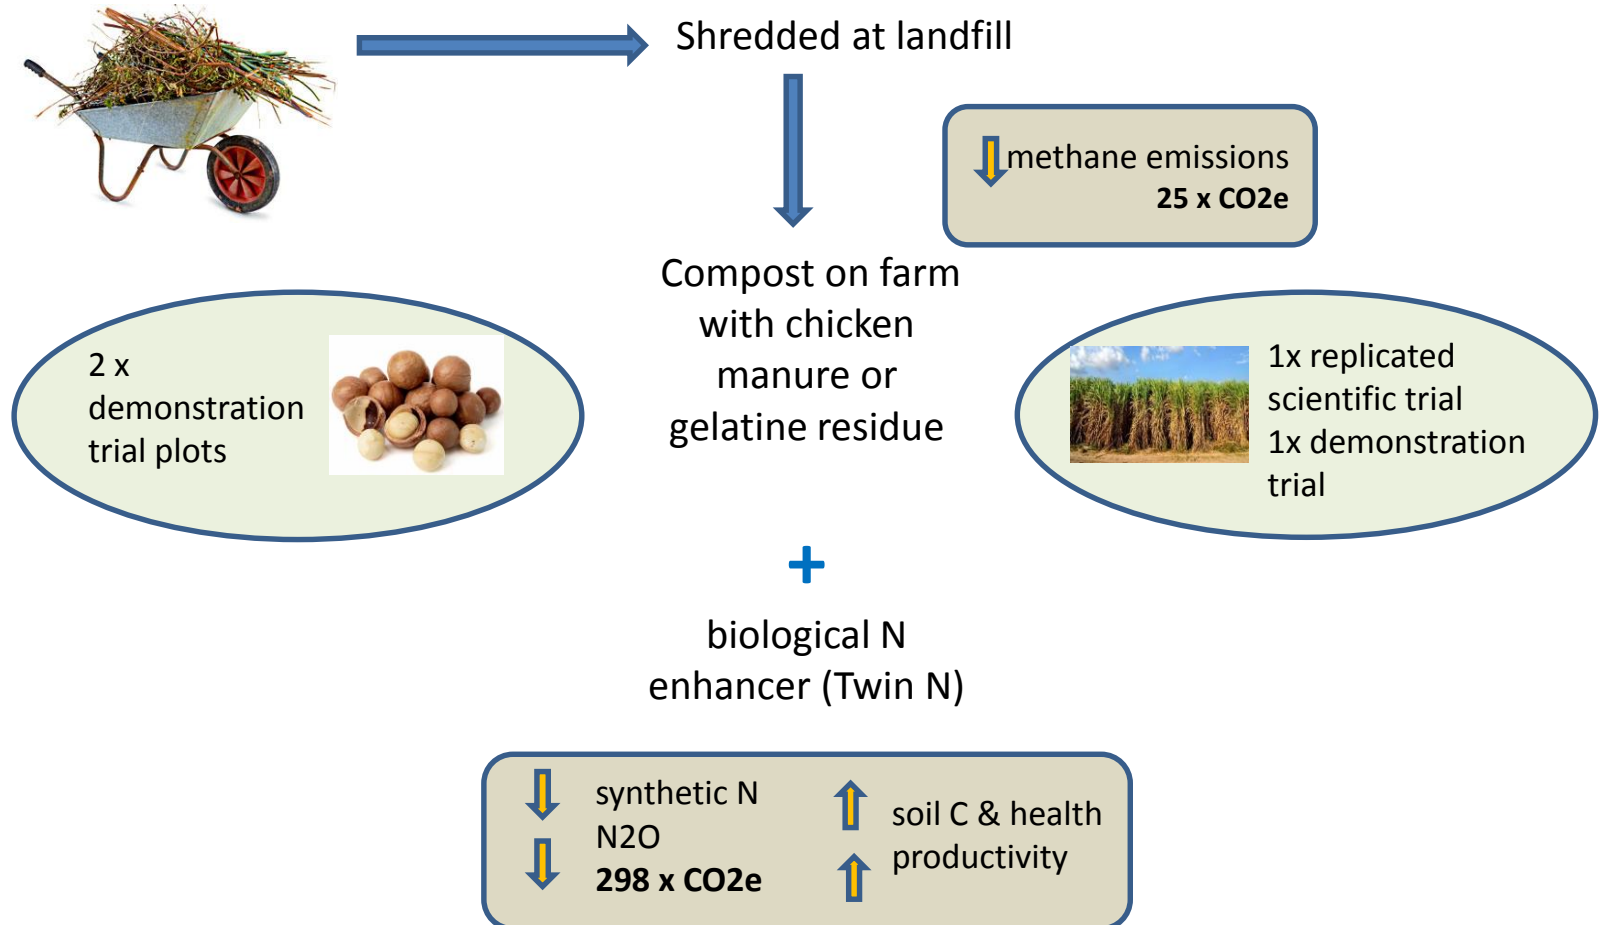 Shredded at landfill
methane emissions
25 x CO2e
Compost on farm
with chicken
manure or
gelatine residue
2 x
demonstration
trial plots
1x replicated
scientific trial
1x demonstration
trial
+
biological N
enhancer (Twin N)
synthetic N
N2O
298 x CO2e
soil C & health
productivity